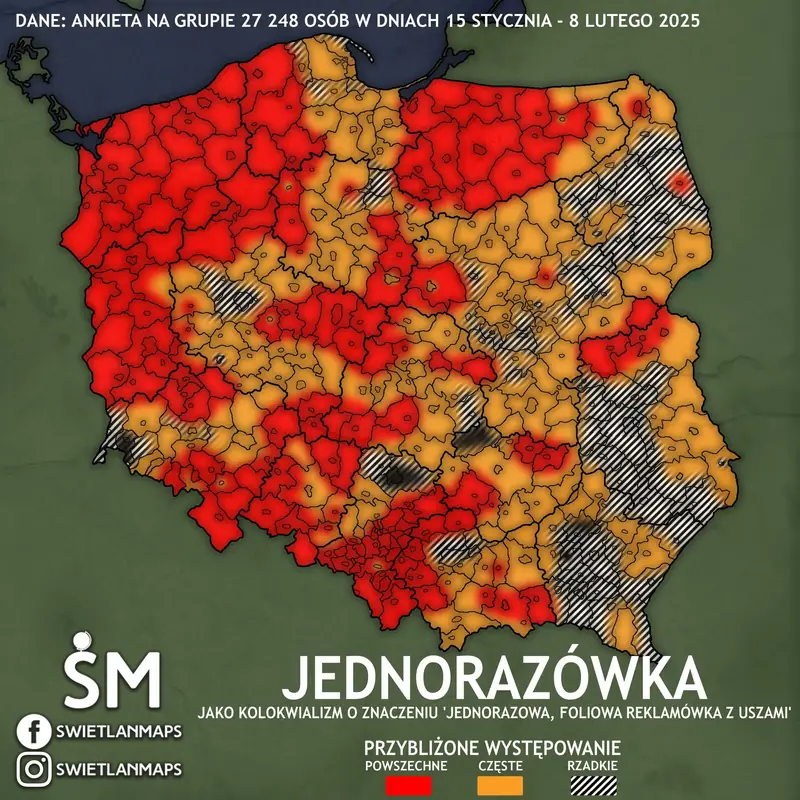 DANE: ANKIETA NA GRUPIE 27 248 OSÓB W DNIACH 15 STYCZNIA - 8 LUTEGO 2025
ŚM
JEDNORAZÓWKA
JAKO KOLOKWIALIZM O ZNACZENIU 'JEDNORAZOWA, FOLIOWA REKLAMÓWKA Z USZAMI'
SWIETLANMAPS
SWIETLANMAPS
PRZYBLIŻONE WYSTĘPOWANIE
POWSZECHNE CZĘSTE RZADKIE